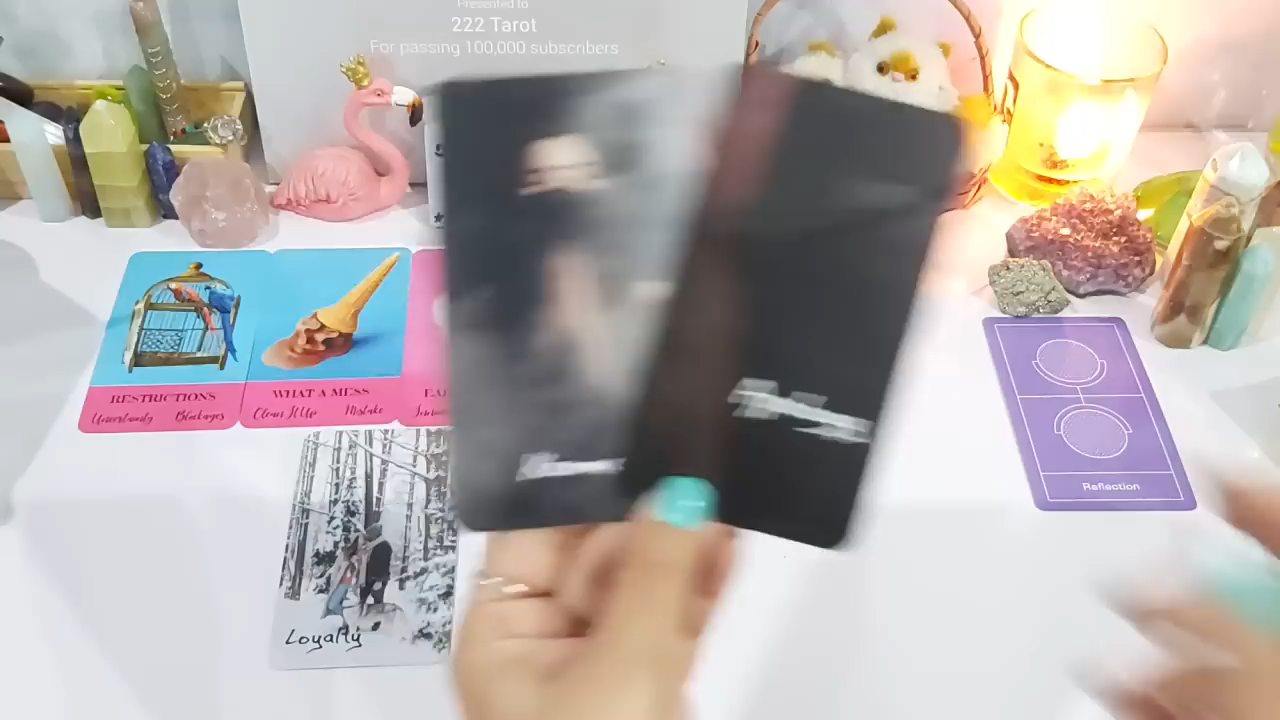 Presented to
222 Tarot
For passing 100,000 subscribers
RESTRICTIONS
Uncertainty Blockages
WHAT A MESS
Clean It Up Mistake
Loyalty
Reflection